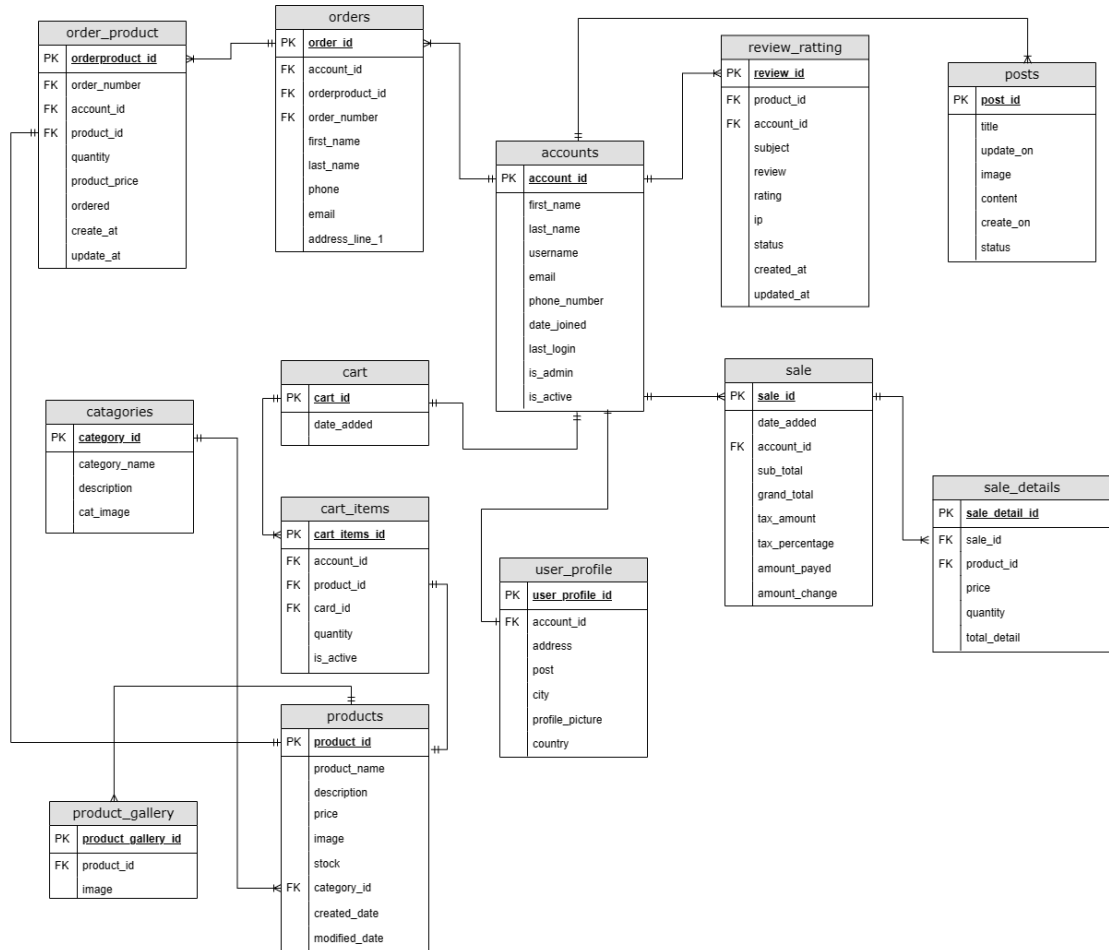 order_product
PK orderproduct_id
FK order_number
FK account_id
FK product_id
quantity
product_price
ordered
create_at
update_at
orders
PK order_id
FK account_id
FK orderproduct_id
FK order_number
first_name
last_name
phone
email
address_line_1
accounts
PK account_id
first_name
last_name
username
email
phone_number
date_joined
last_login
is_admin
is_active
review_ratting
PK review_id
FK product_id
FK account_id
subject
review
rating
ip
status
created_at
updated_at
posts
PK post_id
title
update_on
image
content
create_on
status
catagories
PK category_id
category_name
description
cat_image
cart
PK cart_id
date_added
cart_items
PK cart_items_id
FK account_id
FK product_id
FK card_id
quantity
is_active
user_profile
PK user_profile_id
FK account_id
address
post
city
profile_picture
country
sale
PK sale_id
date_added
FK account_id
sub_total
grand_total
tax_amount
tax_percentage
amount_payed
amount_change
sale_details
PK sale_detail_id
FK sale_id
FK product_id
price
quantity
total_detail
product_gallery
PK product_gallery_id
FK product_id
image
products
PK product_id
product_name
description
price
image
stock
FK category_id
created_date
modified_date